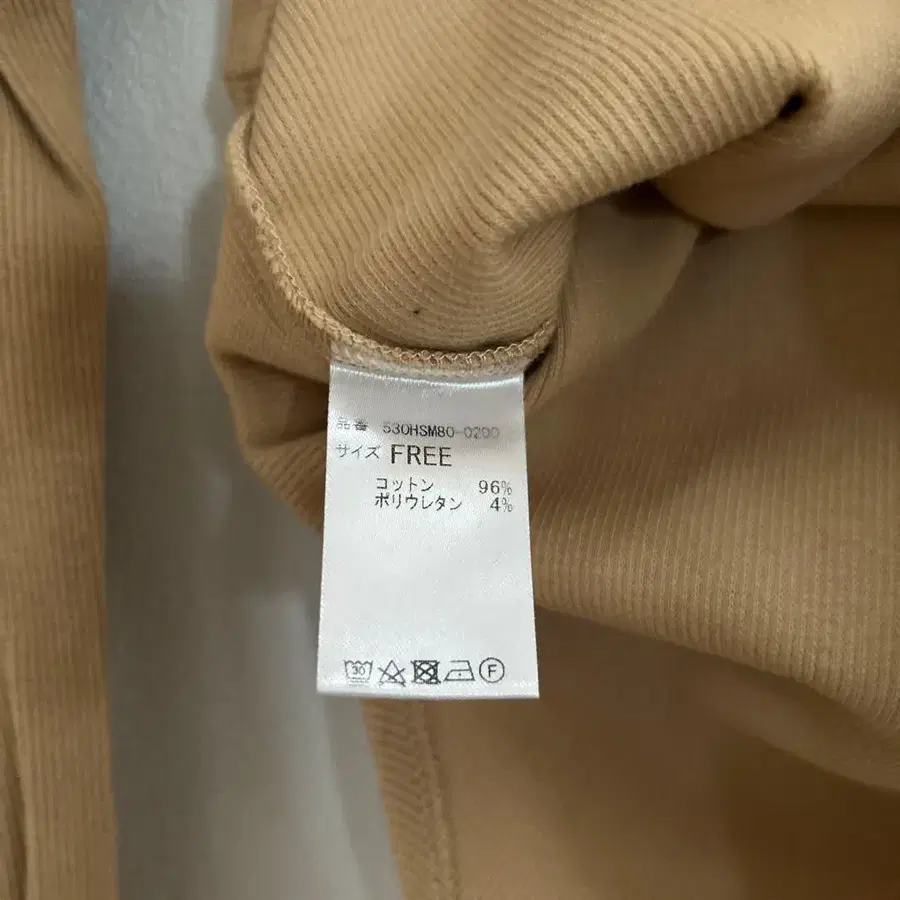 品番 530HSM80-0200
サイズ FREE
コットン 96%
ポリウレタン 4%
30 F